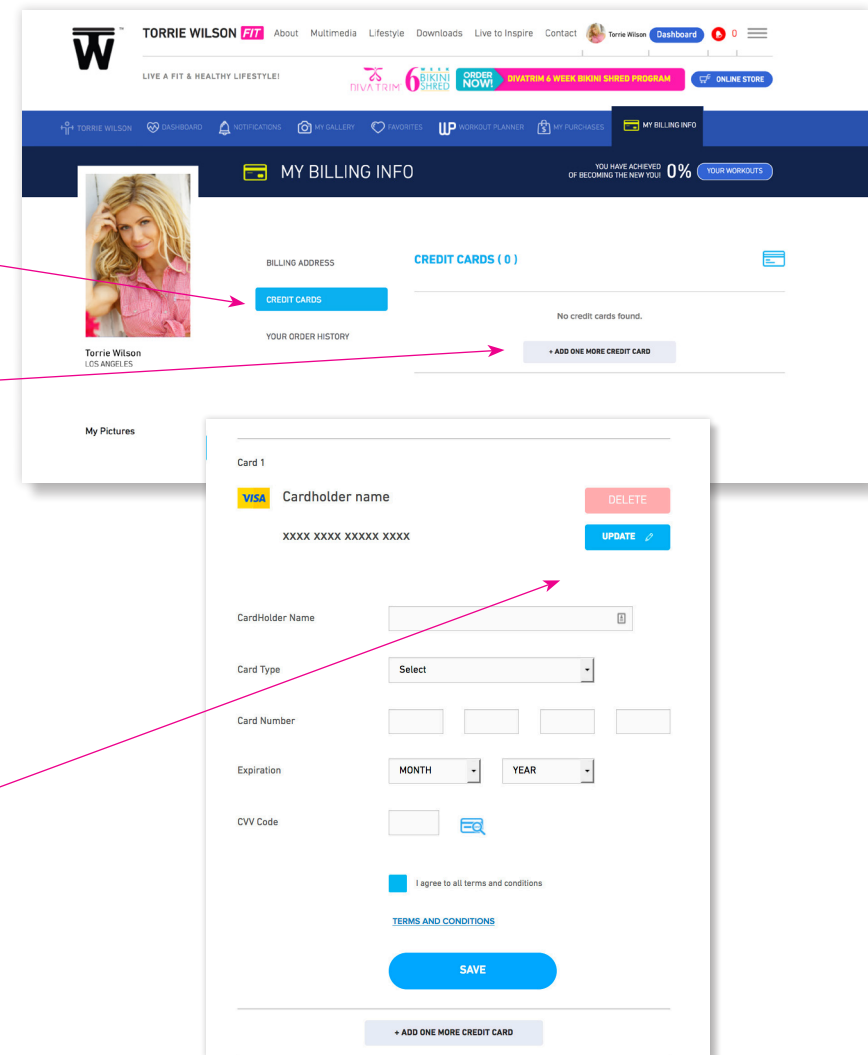 TW ™
TORRIE WILSON FIT About Multimedia Lifestyle Downloads Live to Inspire Contact Torrie Wilson Dashboard 0
LIVE A FIT & HEALTHY LIFESTYLE!
DIVATRIM 6 BIKINI SHRED ORDER NOW! DIVATRIM 6 WEEK BIKINI SHRED PROGRAM ONLINE STORE
TORRIE WILSON DASHBOARD NOTIFICATIONS MY GALLERY FAVORITES WP WORKOUT PLANNER MY PURCHASES MY BILLING INFO
MY BILLING INFO
YOU HAVE ACHIEVED
OF BECOMING THE NEW YOU! 0% YOUR WORKOUTS
BILLING ADDRESS
CREDIT CARDS
YOUR ORDER HISTORY
CREDIT CARDS ( 0 )
No credit cards found.
+ ADD ONE MORE CREDIT CARD
Torrie Wilson
LOS ANGELES
My Pictures
Card 1
VISA Cardholder name DELETE
xxxx xxxx xxxxx xxxx UPDATE
CardHolder Name
Card Type Select
Card Number
Expiration MONTH YEAR
CVV Code
I agree to all terms and conditions
TERMS AND CONDITIONS
SAVE
+ ADD ONE MORE CREDIT CARD